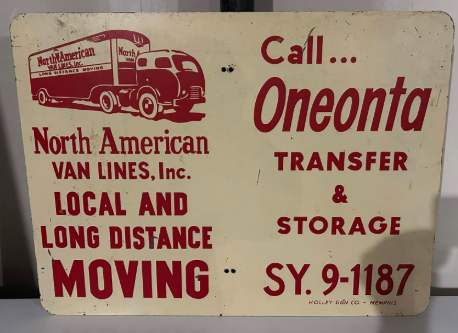 North American
VAN LINES, Inc.
LONG DISTANCE MOVING
North American
VAN LINES, Inc.
LOCAL AND
LONG DISTANCE
MOVING
Call...
Oneonta
TRANSFER
&
STORAGE
SY. 9-1187
HOLLEY SIGN CO. - MEMPHIS